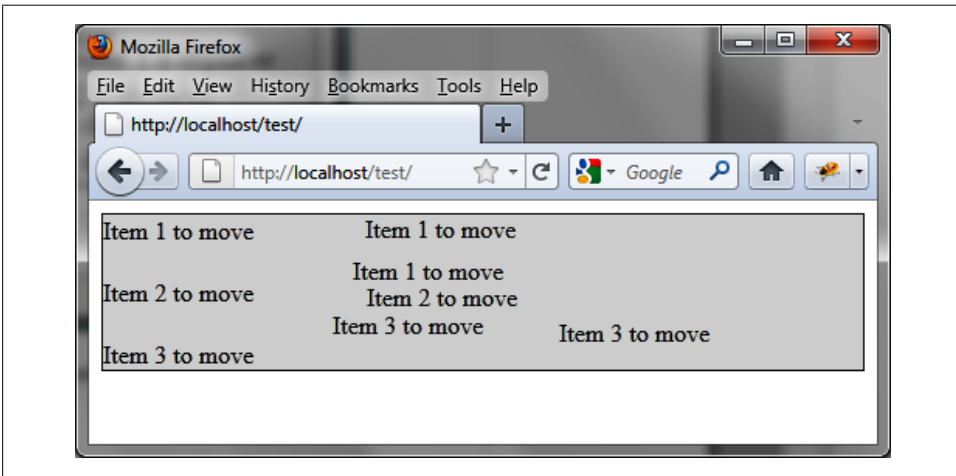 Mozilla Firefox
File Edit View History Bookmarks Tools Help
http://localhost/test/
http://localhost/test/ Google
Item 1 to move Item 1 to move
Item 1 to move
Item 2 to move Item 2 to move
Item 3 to move Item 3 to move
Item 3 to move